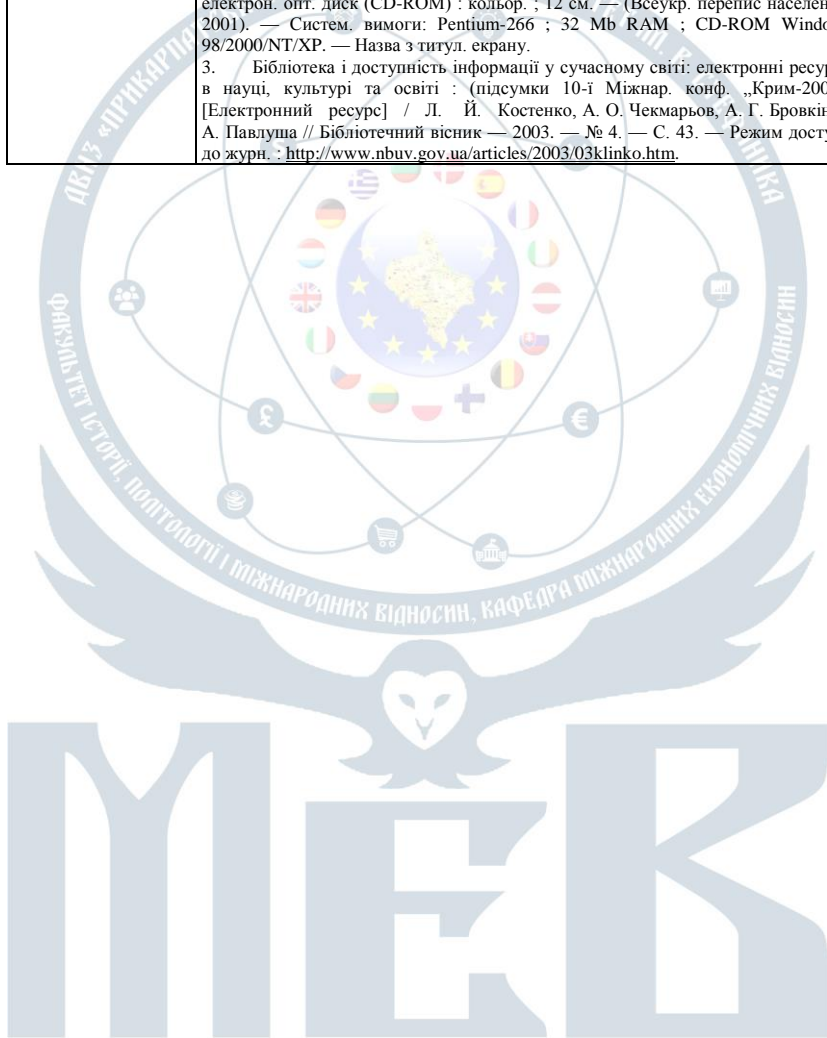 електрон. опт. диск (CD-ROM) : кольор. ; 12 см. — (Всеукр. перепис населен
2001). — Систем. вимоги: Pentium-266 ; 32 Mb RAM ; CD-ROM Windo
98/2000/NT/XP. — Назва з титул. екрану.
3. Бібліотека і доступність інформації у сучасному світі: електронні ресур
в науці, культурі та освіті : (підсумки 10-ї Міжнар. конф. „Крим-200
[Електронний ресурс] / Л. Й. Костенко, А. О. Чекмарьов, А. Г. Бровкін
А. Павлуша // Бібліотечний вісник — 2003. — № 4. — С. 43. — Режим досту
до журн. : http://www.nbuv.gov.ua/articles/2003/03klinko.htm.
ДВНЗ «ПРИКАРПА
ІМ. В. С
НИКА
ФАКУЛЬТЕТ ІСТОРІЇ, ПОЛІТОЛОГІЇ І МІЖНАРОДНИХ ВІДНОСИН, КАФЕДРА МІЖНАРОДНИХ ЕКОНОМІЧНИХ ВІДНОСИН
£
€
МЕВ